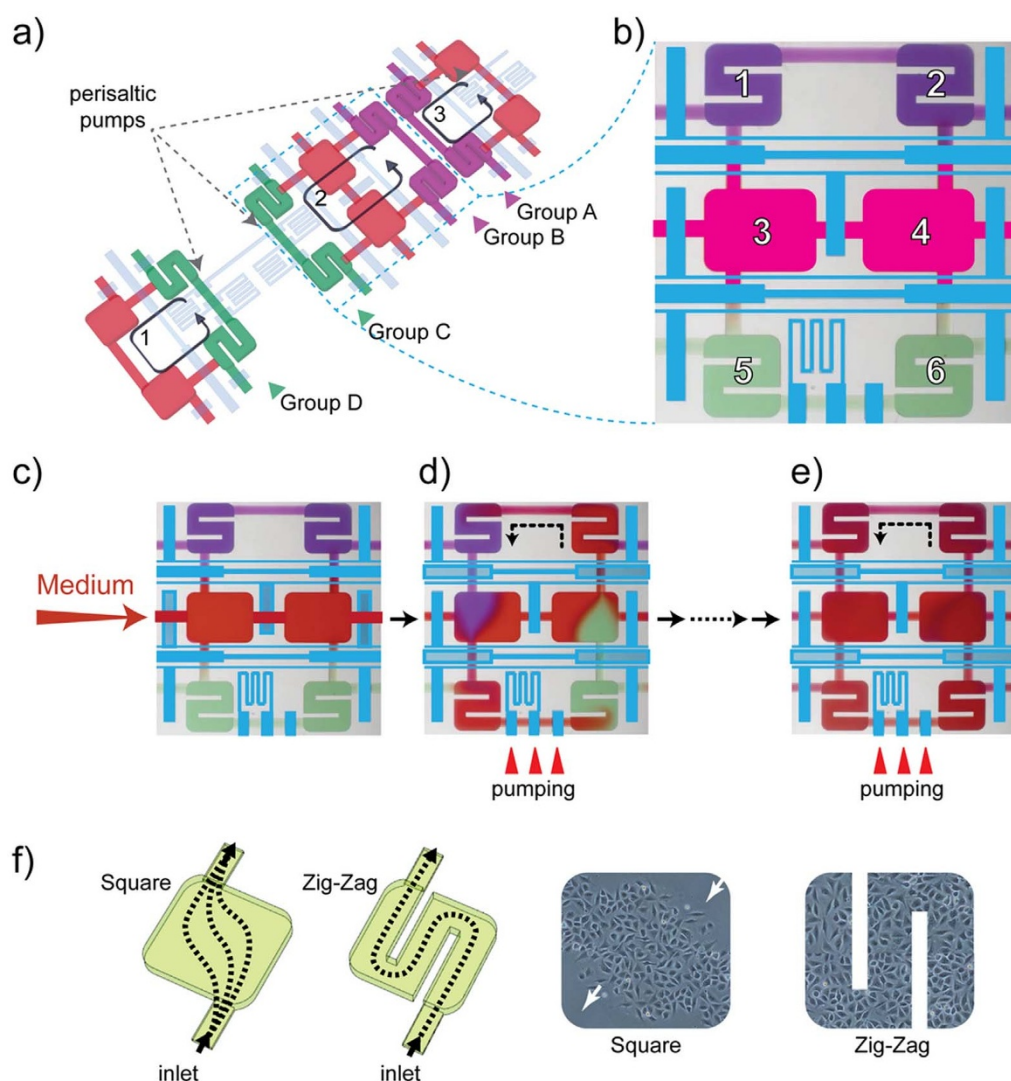 a)
perisaltic
pumps
3
2
1
Group A
Group B
Group C
Group D
b)
1
2
3
4
5
6
c)
d)
e)
Medium
pumping
pumping
f)
Square
Zig-Zag
inlet
inlet
Square
Zig-Zag